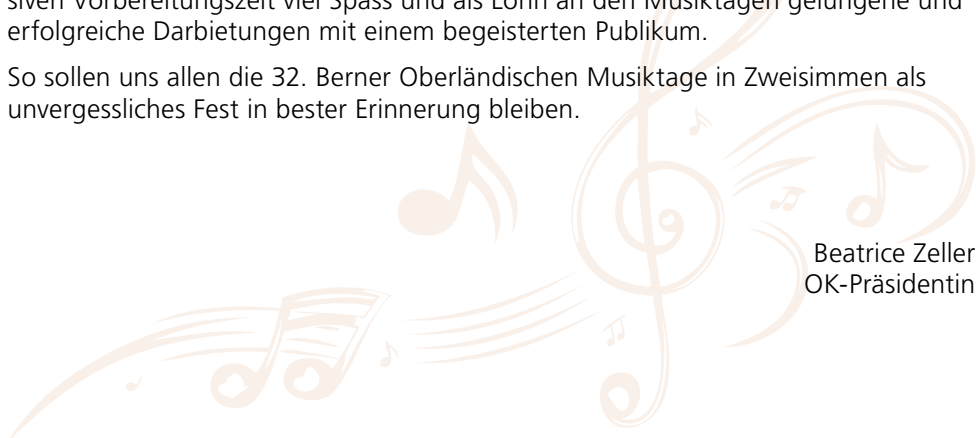 siven Vorbereitungszeit viel Spass und als Lohn an den Musiktagen gelungene und
erfolgreiche Darbietungen mit einem begeisterten Publikum.
So sollen uns allen die 32. Berner Oberländischen Musiktage in Zweisimmen als
unvergessliches Fest in bester Erinnerung bleiben.
Beatrice Zeller
OK-Präsidentin